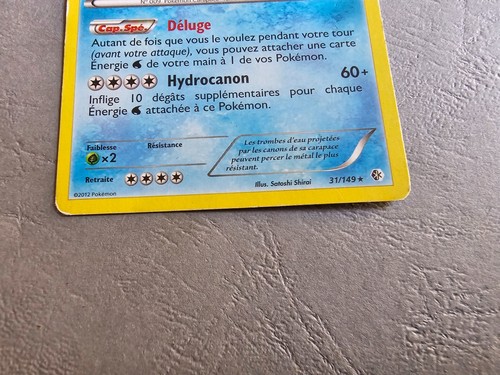 Cap. Spé. Déluge
Autant de fois que vous le voulez pendant votre tour
(avant votre attaque), vous pouvez attacher une carte
Énergie de votre main à 1 de vos Pokémon.
Hydrocanon 60+
Inflige 10 dégâts supplémentaires pour chaque
Énergie attachée à ce Pokémon.
Faiblesse Résistance
×2
Retraite
Les trombes d'eau projetées
par les canons de sa carapace
peuvent percer le métal le plus
résistant.
Illus. Satoshi Shirai
31/149
©2012 Pokémon